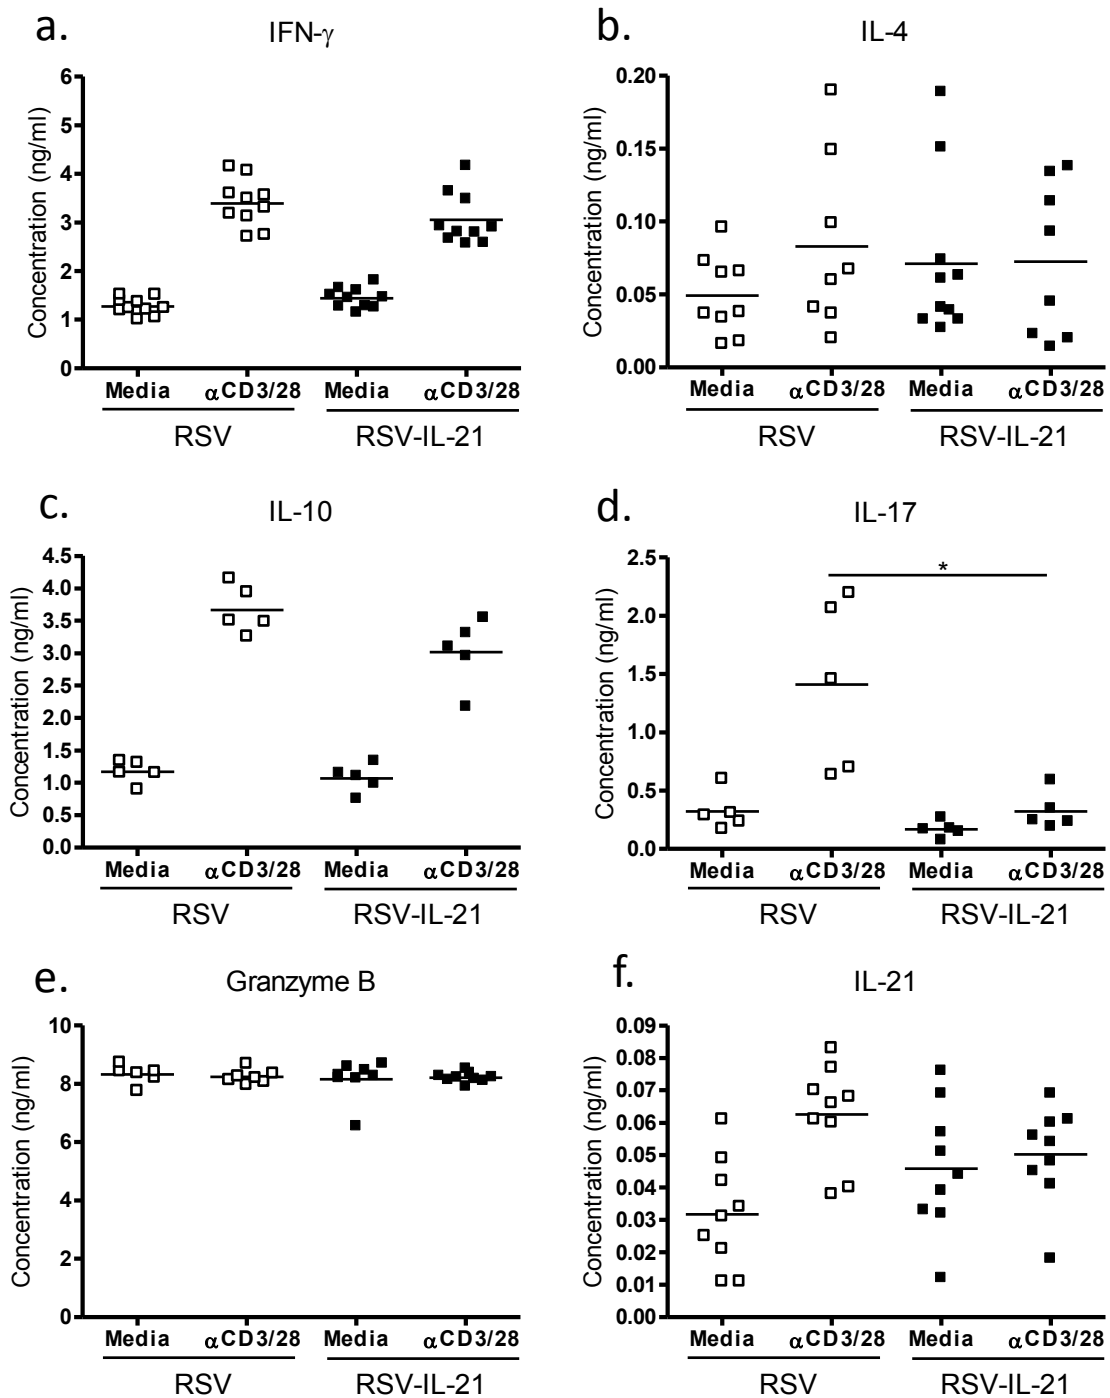 a.
IFN-γ
Concentration (ng/ml)
6
5
4
3
2
1
0
Media αCD3/28 Media αCD3/28
RSV RSV-IL-21
b.
IL-4
Concentration (ng/ml)
0.20
0.15
0.10
0.05
0.00
Media αCD3/28 Media αCD3/28
RSV RSV-IL-21
c.
IL-10
Concentration (ng/ml)
4.5
4.0
3.5
3.0
2.5
2.0
1.5
1.0
0.5
0.0
Media αCD3/28 Media αCD3/28
RSV RSV-IL-21
d.
IL-17
Concentration (ng/ml)
2.5
2.0
1.5
1.0
0.5
0.0
*
Media αCD3/28 Media αCD3/28
RSV RSV-IL-21
e.
Granzyme B
Concentration (ng/ml)
10
8
6
4
2
0
Media αCD3/28 Media αCD3/28
RSV RSV-IL-21
f.
IL-21
Concentration (ng/ml)
0.09
0.08
0.07
0.06
0.05
0.04
0.03
0.02
0.01
0.00
Media αCD3/28 Media αCD3/28
RSV RSV-IL-21